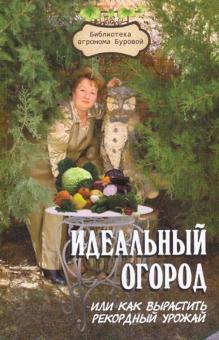 Библиотека
агронома Буровой
ИДЕАЛЬНЫЙ
ОГОРОД
ИЛИ КАК ВЫРАСТИТЬ
РЕКОРДНЫЙ УРОЖАЙ